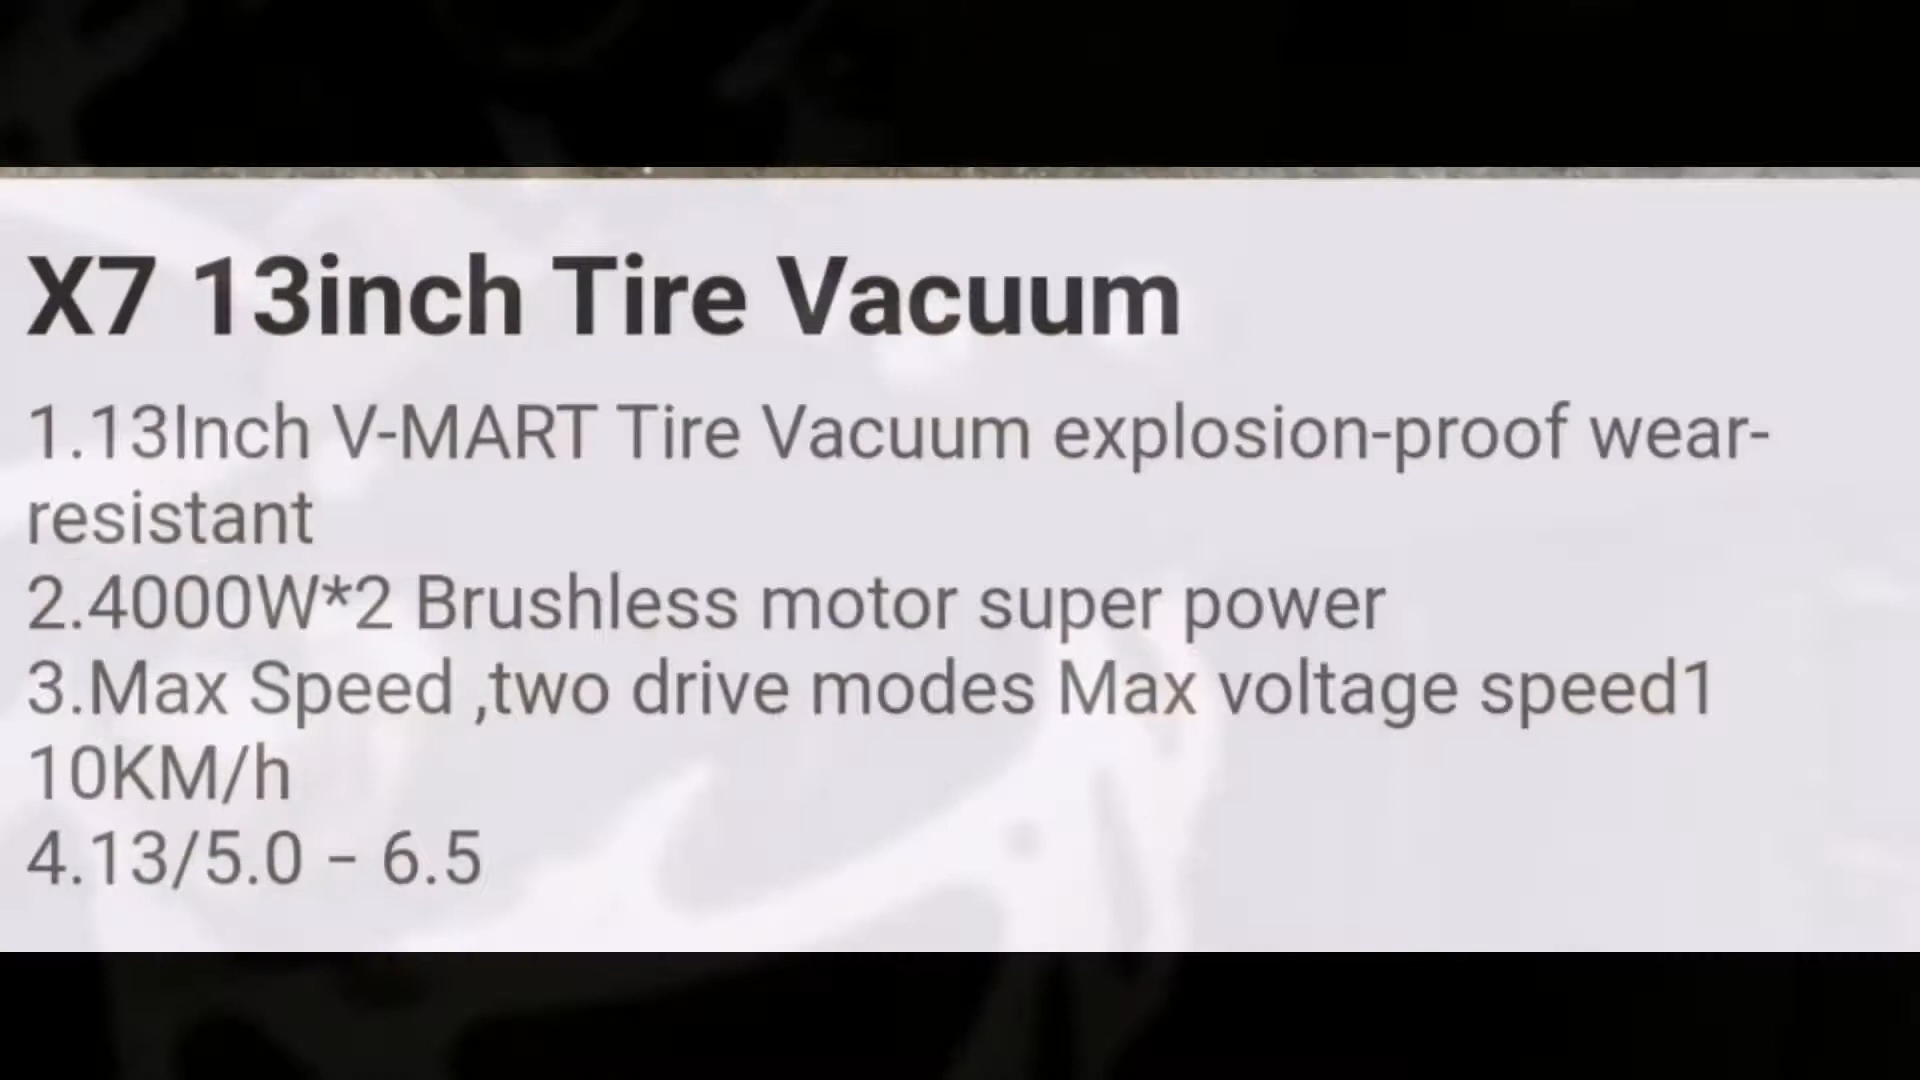 X7 13inch Tire Vacuum
1.13Inch V-MART Tire Vacuum explosion-proof wear-
resistant
2.4000W*2 Brushless motor super power
3.Max Speed ,two drive modes Max voltage speed1
10KM/h
4.13/5.0 - 6.5